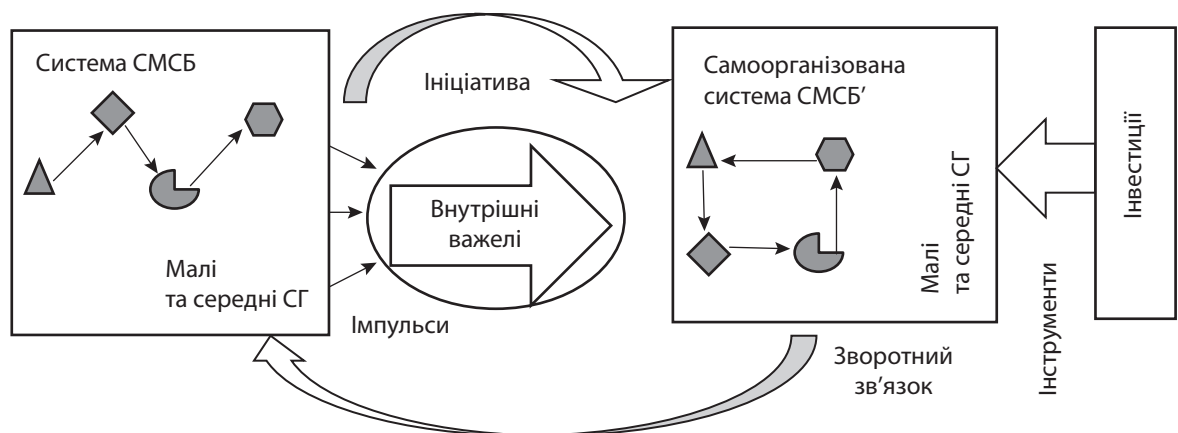 Система СМСБ
Малі
та середні СГ
Ініціатива
Внутрішні
важелі
Імпульси
Самоорганізована
система СМСБ′
Малі
та середні СГ
Зворотний
зв'язок
Інструменти
Інвестиції